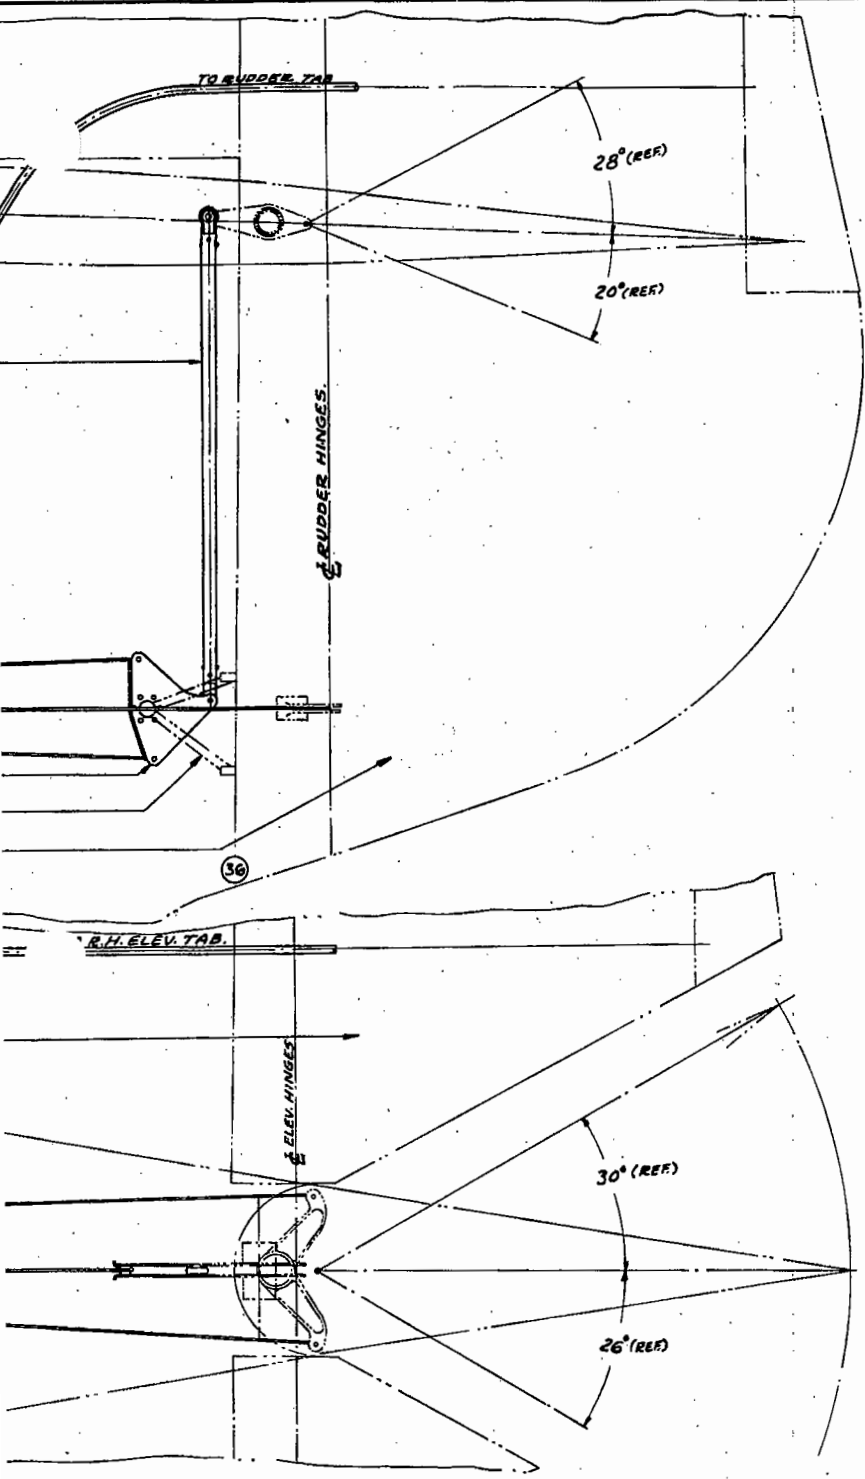 TO RUDDER TAB
28° (REF.)
20° (REF.)
℄ RUDDER HINGES.
36
R.H. ELEV. TAB.
℄ ELEV. HINGES
30° (REF.)
26° (REF.)